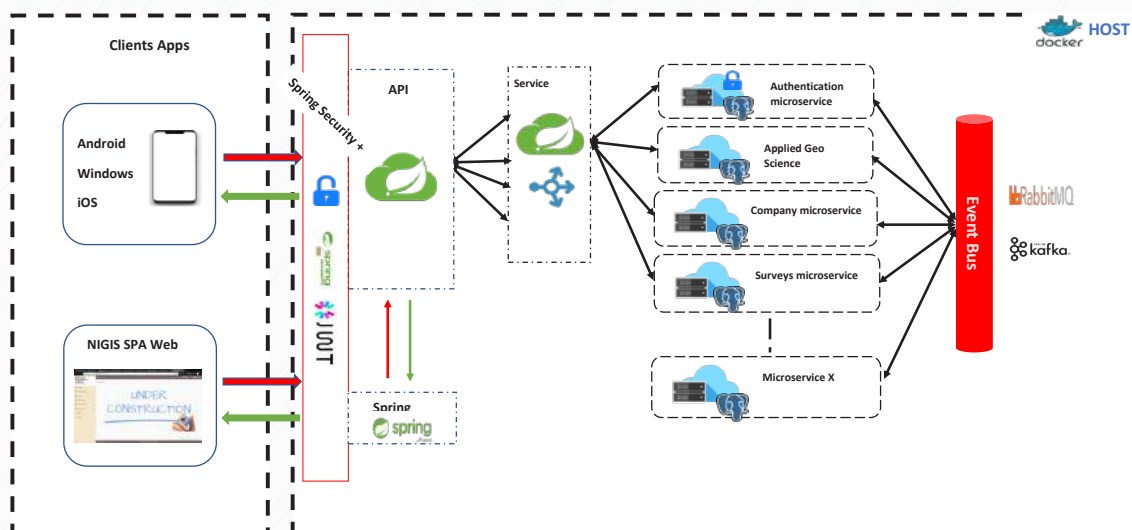 Clients Apps
Android
Windows
iOS
NIGIS SPA Web
UNDER
CONSTRUCTION
Spring Security +
spring
JWT
API
Spring
spring
Service
Authentication
microservice
Applied Geo
Science
Company microservice
Surveys microservice
Microservice X
Event Bus
docker
HOST
RabbitMQ
kafka